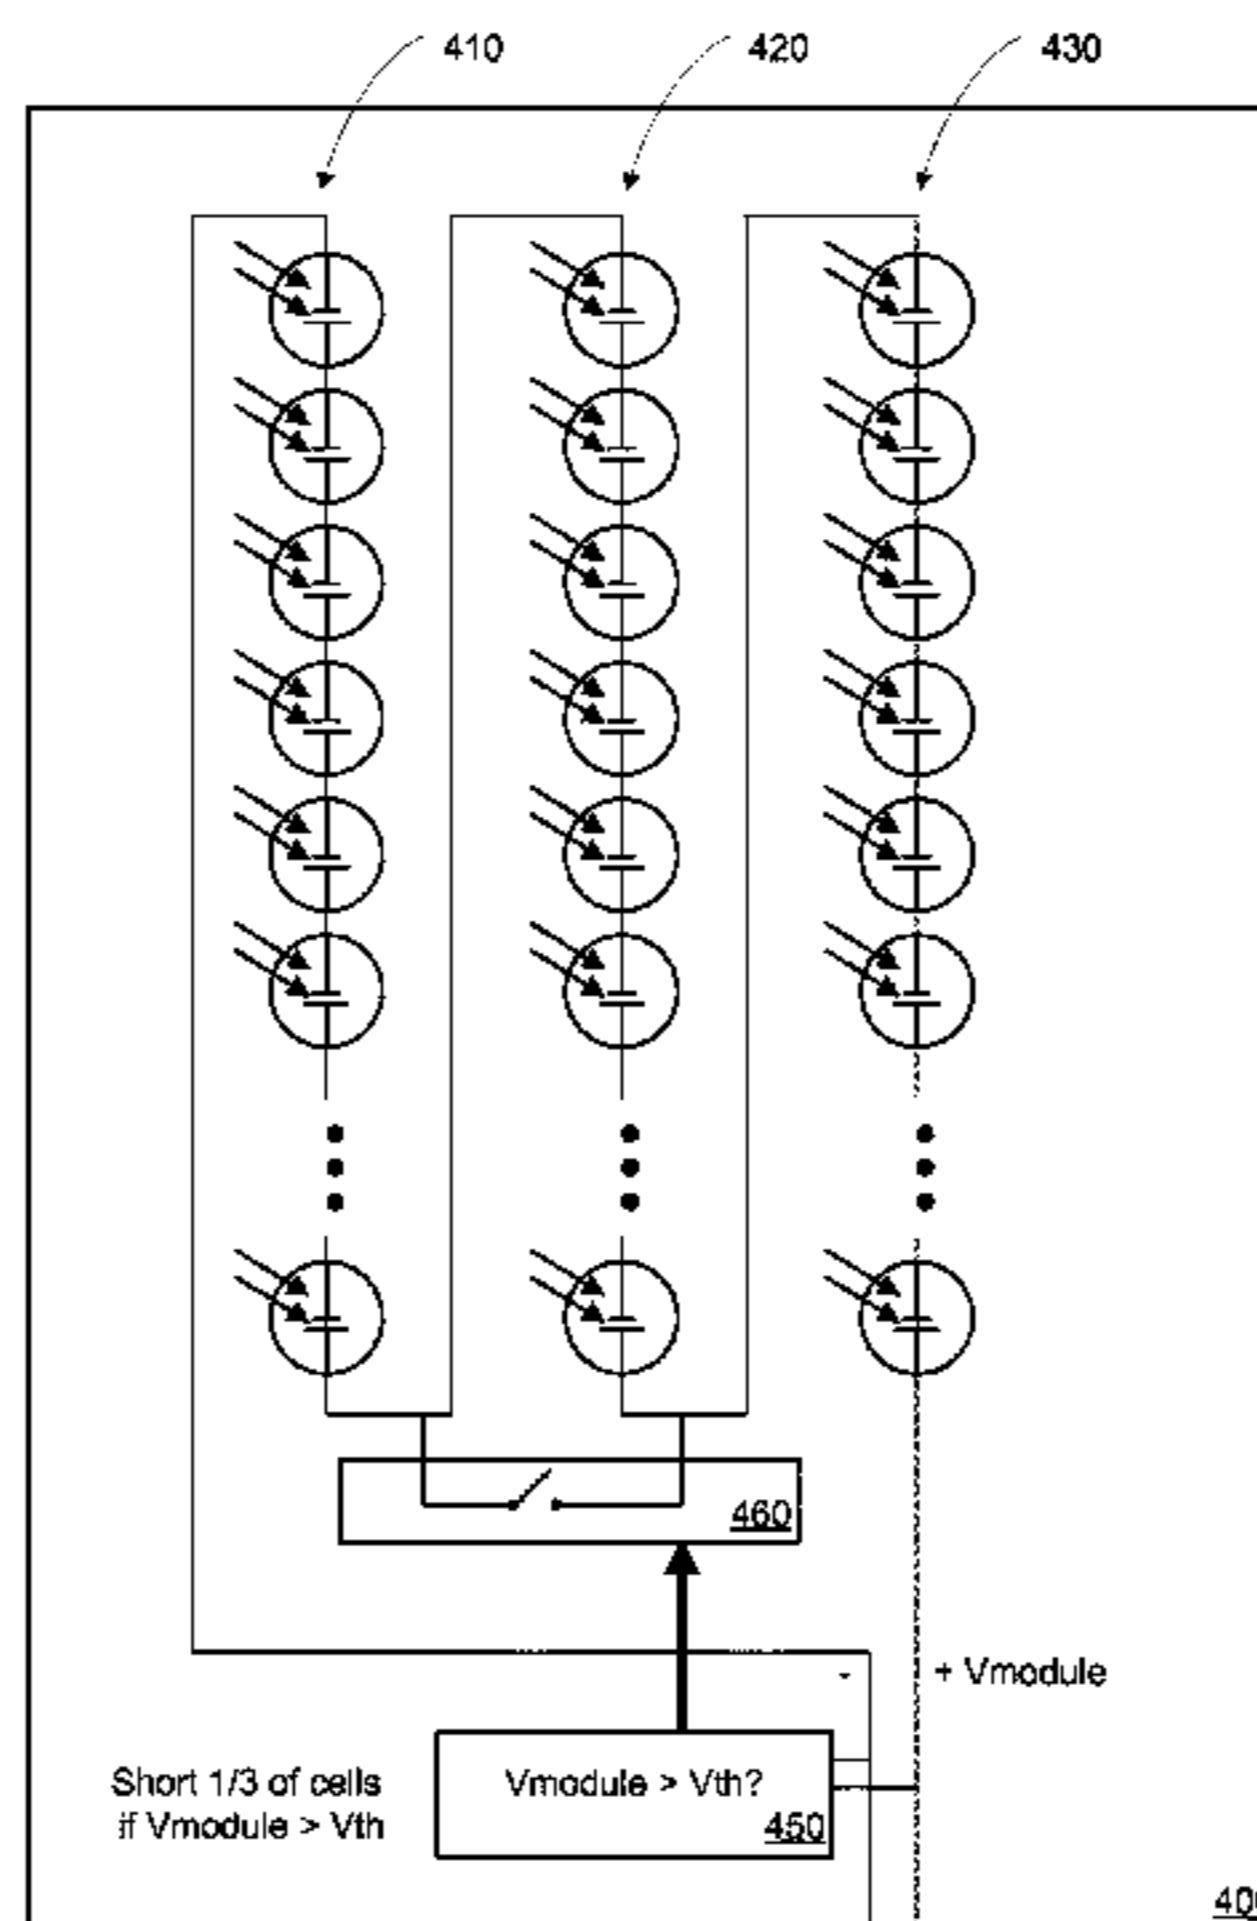 410
420
430
460
- + Vmodule
Short 1/3 of cells
if Vmodule > Vth
Vmodule > Vth?
450